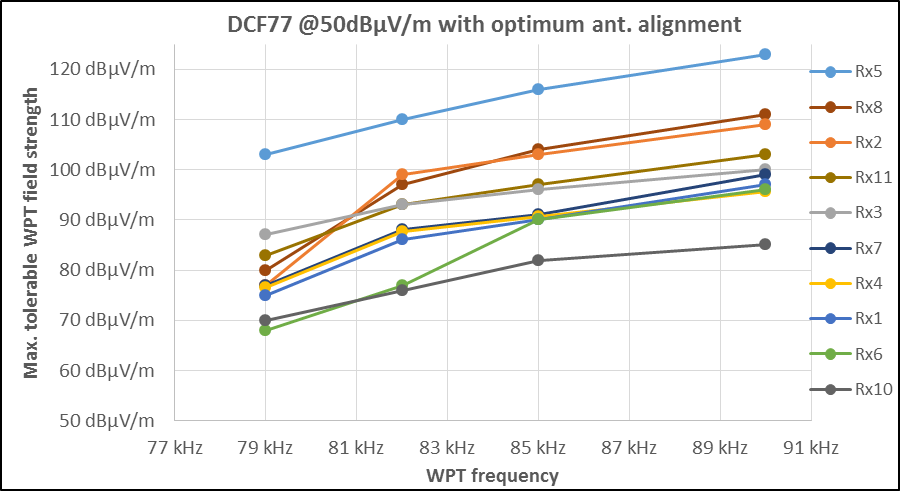 DCF77 @50dBµV/m with optimum ant. alignment
Max. tolerable WPT field strength
120 dBµV/m
110 dBµV/m
100 dBµV/m
90 dBµV/m
80 dBµV/m
70 dBµV/m
60 dBµV/m
50 dBµV/m
77 kHz
79 kHz
81 kHz
83 kHz
85 kHz
87 kHz
89 kHz
91 kHz
WPT frequency
Rx5
Rx8
Rx2
Rx11
Rx3
Rx7
Rx4
Rx1
Rx6
Rx10